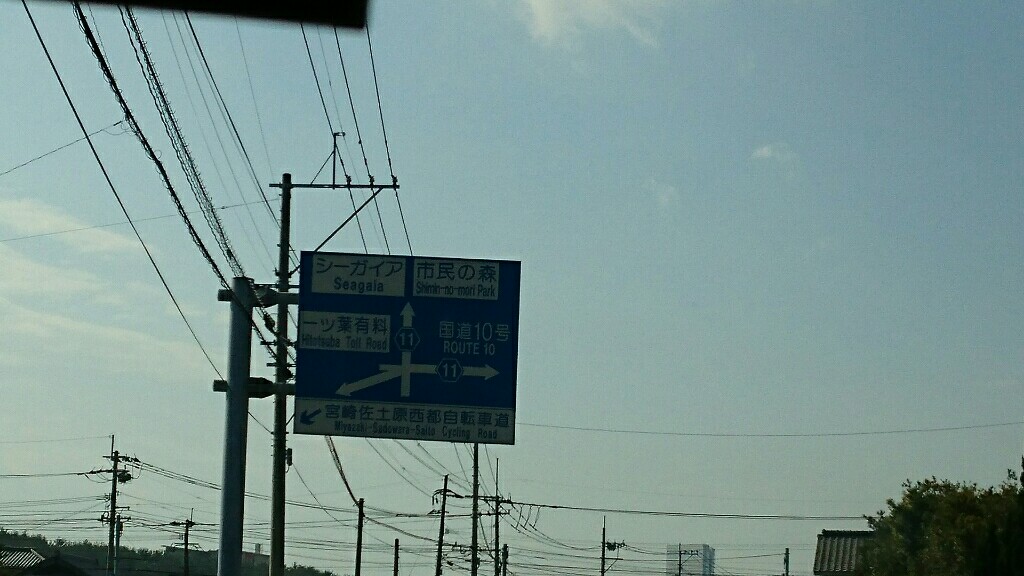 シーガイア
Seagaia
市民の森
Shimin-no-mori Park
一ツ葉有料
Hitotsuba Toll Road
11
国道10号
ROUTE 10
11
宮崎佐土原西都自転車道
Miyazaki-Sadowara-Saito Cycling Road